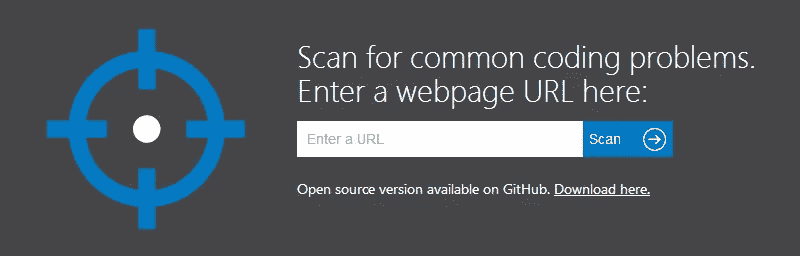 Scan for common coding problems.
Enter a webpage URL here:
Enter a URL
Scan
Open source version available on GitHub. Download here.